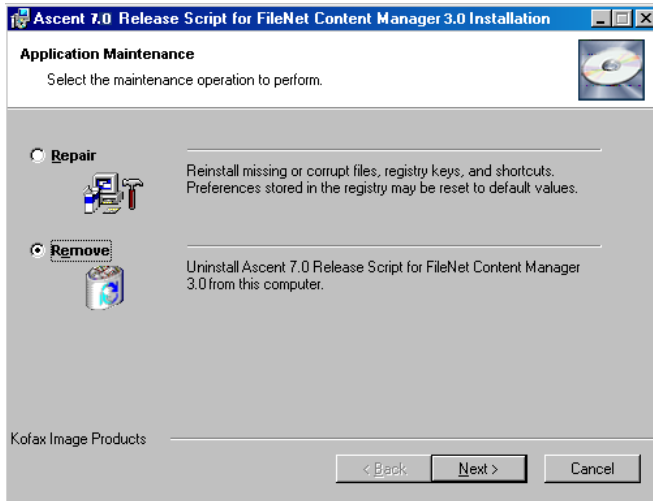 Ascent 7.0 Release Script for FileNet Content Manager 3.0 Installation
Application Maintenance
Select the maintenance operation to perform.
Repair
Reinstall missing or corrupt files, registry keys, and shortcuts.
Preferences stored in the registry may be reset to default values.
Remove
Uninstall Ascent 7.0 Release Script for FileNet Content Manager
3.0 from this computer.
Kofax Image Products
< Back
Next >
Cancel